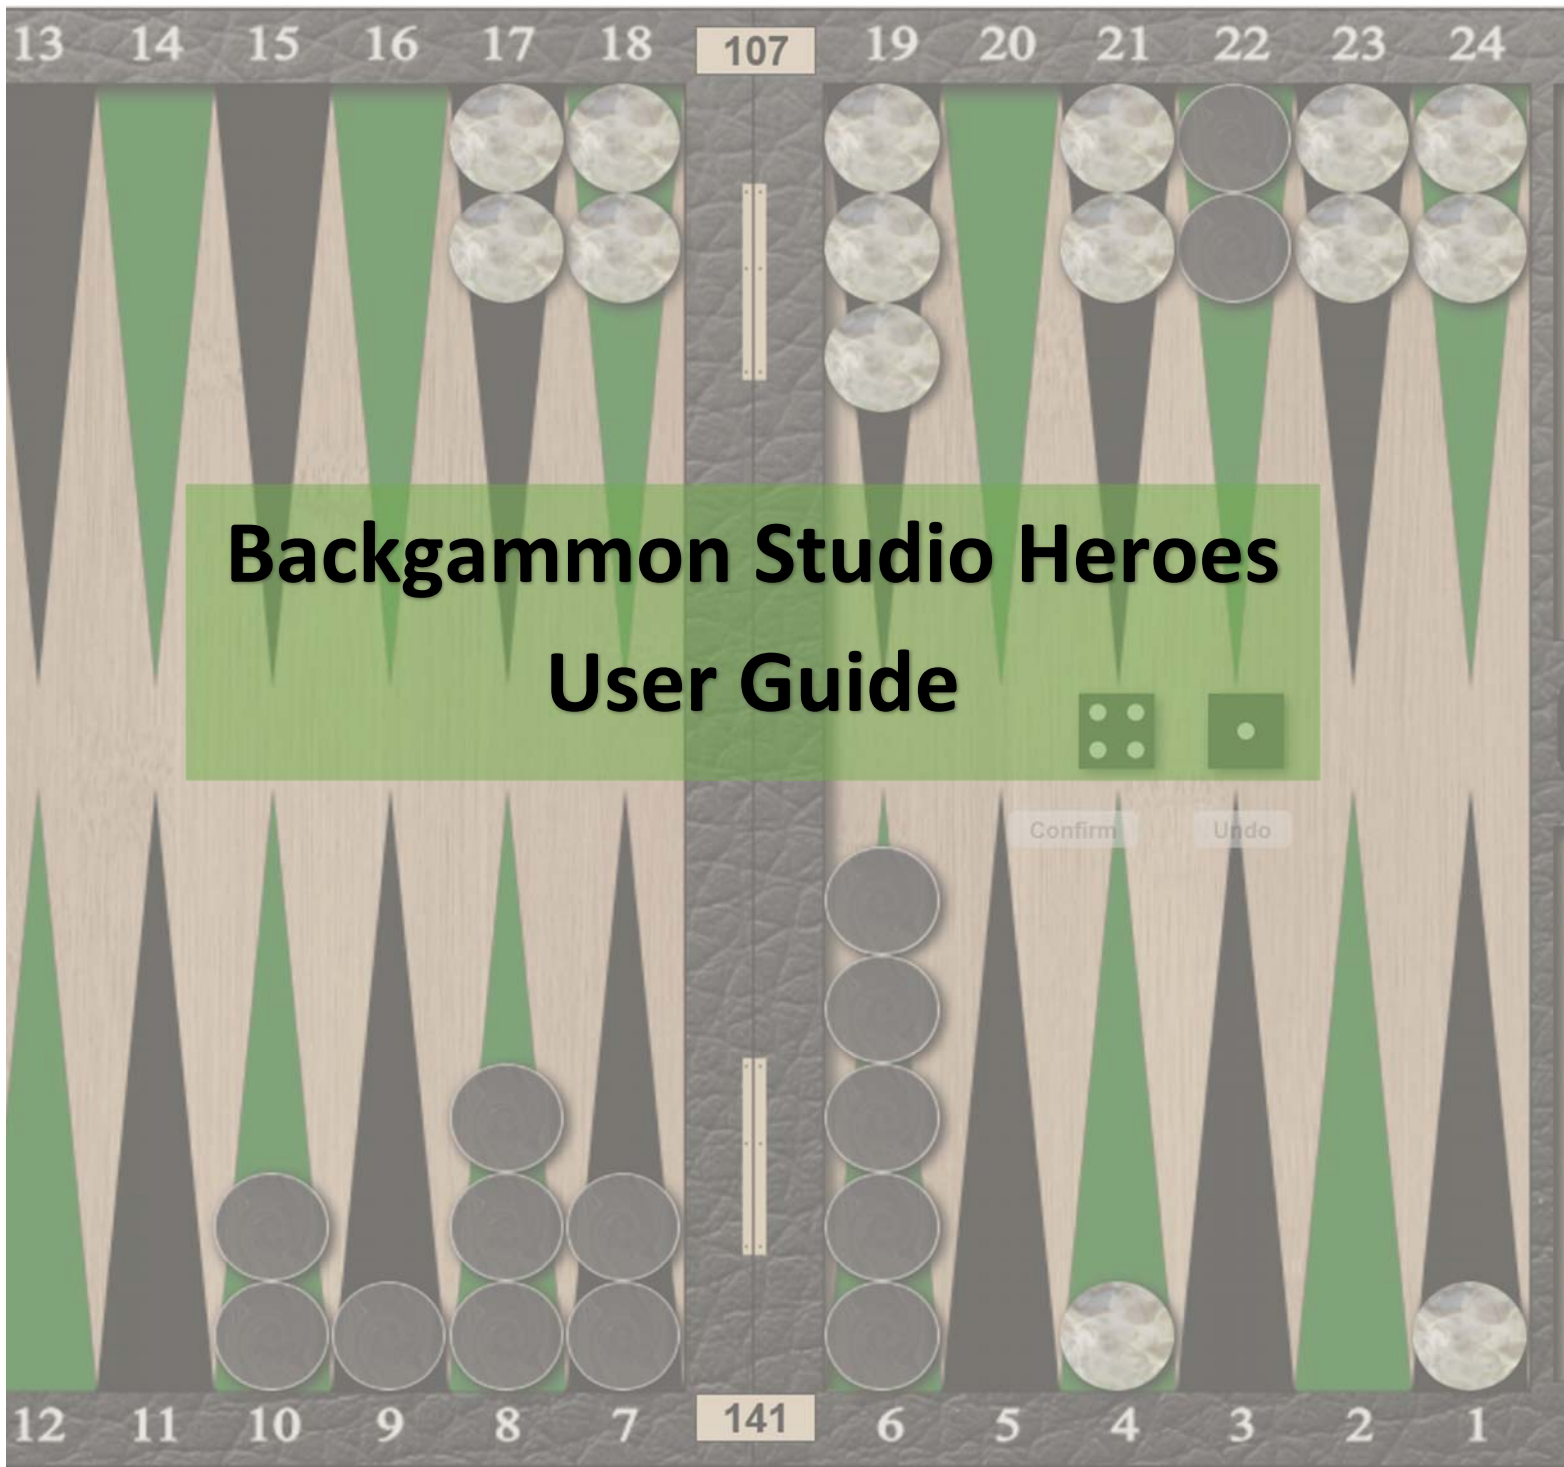 13 14 15 16 17 18 107 19 20 21 22 23 24
Backgammon Studio Heroes
User Guide
Confirm Undo
12 11 10 9 8 7 141 6 5 4 3 2 1